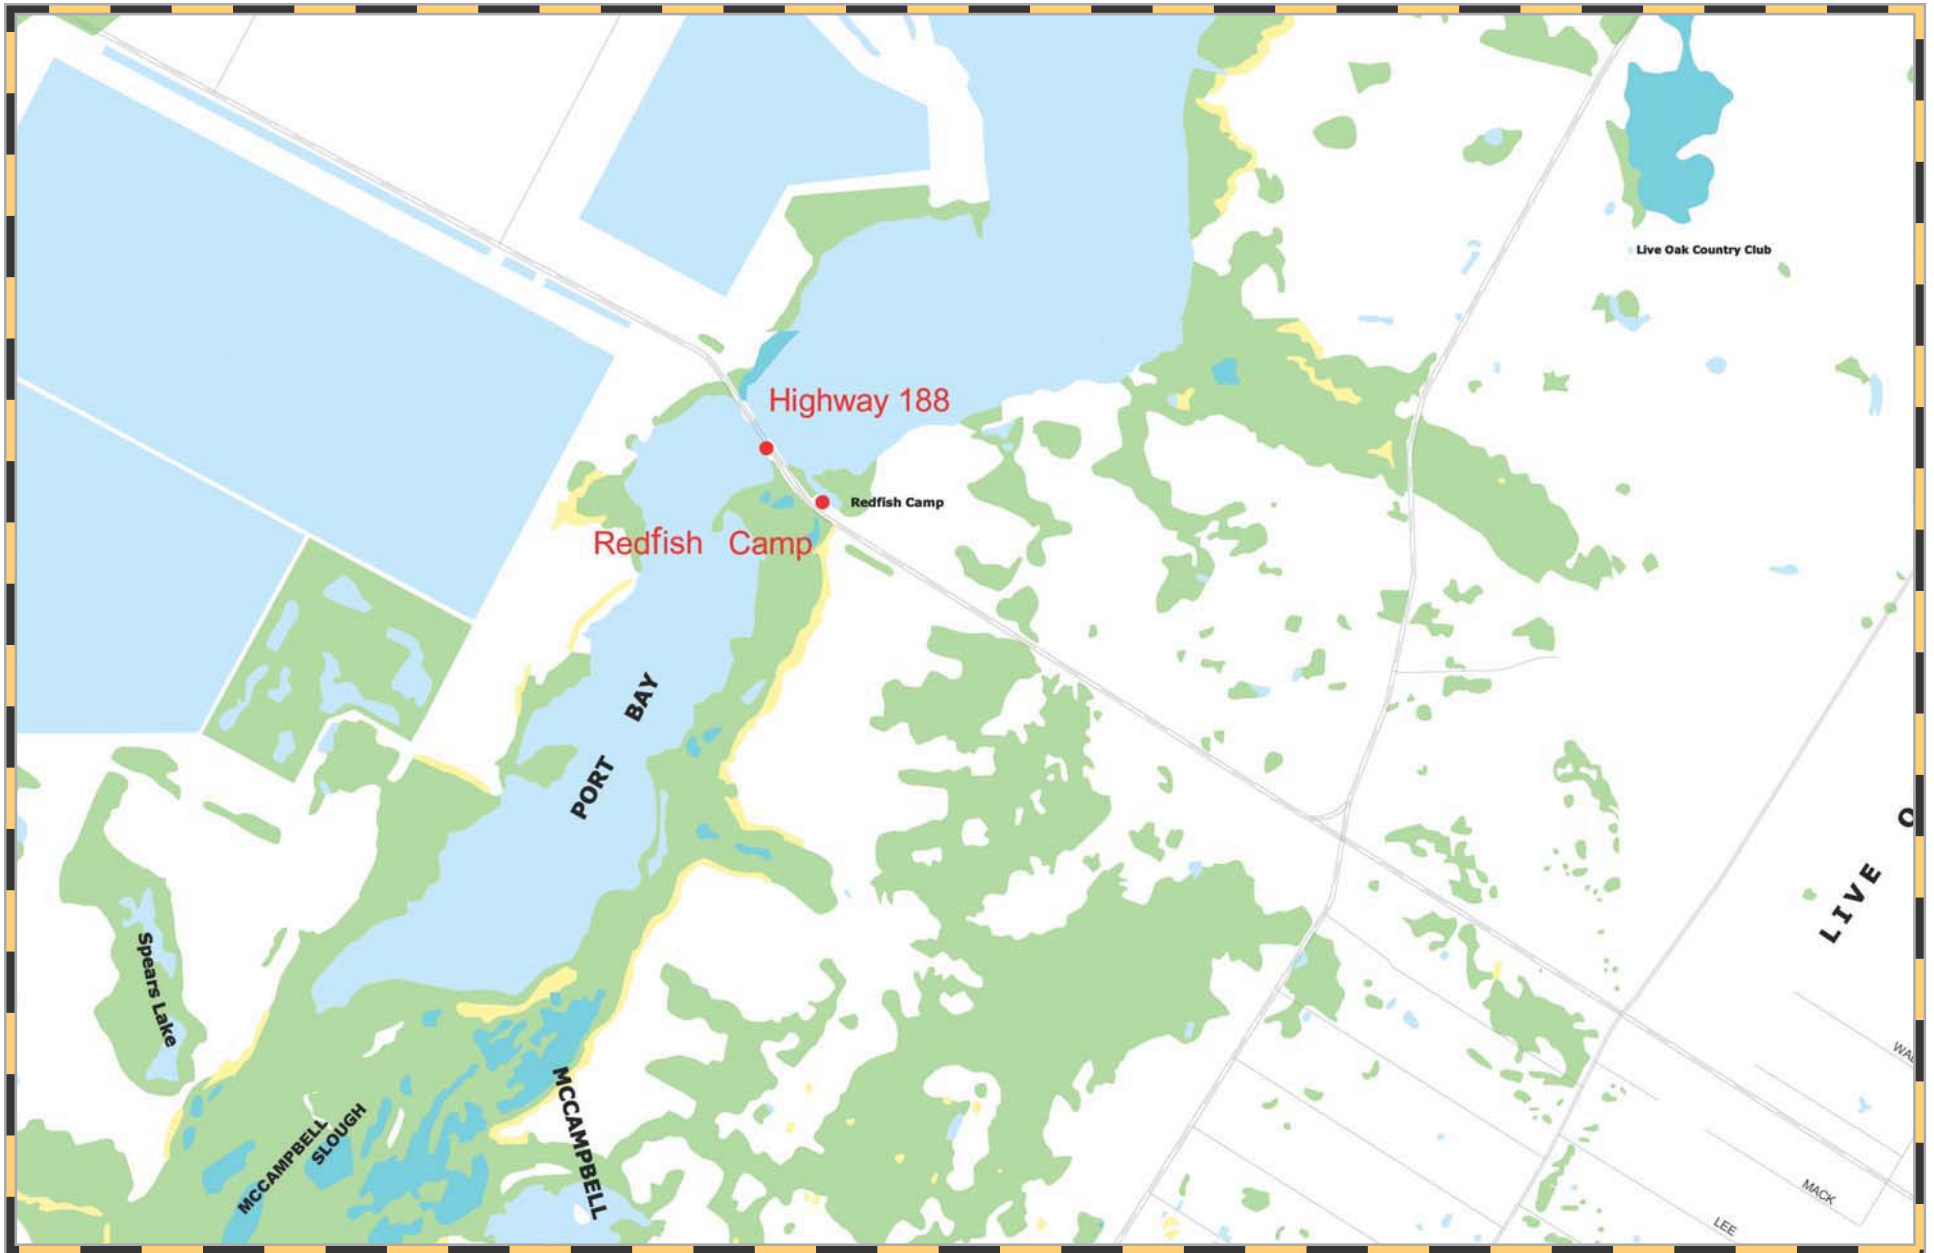 Live Oak Country Club
Highway 188
Redfish Camp
Redfish Camp
PORT BAY
LIVE O
Spears Lake
MCCAMPBELL
SLOUGH
MCCAMPBELL
MACK
LEE